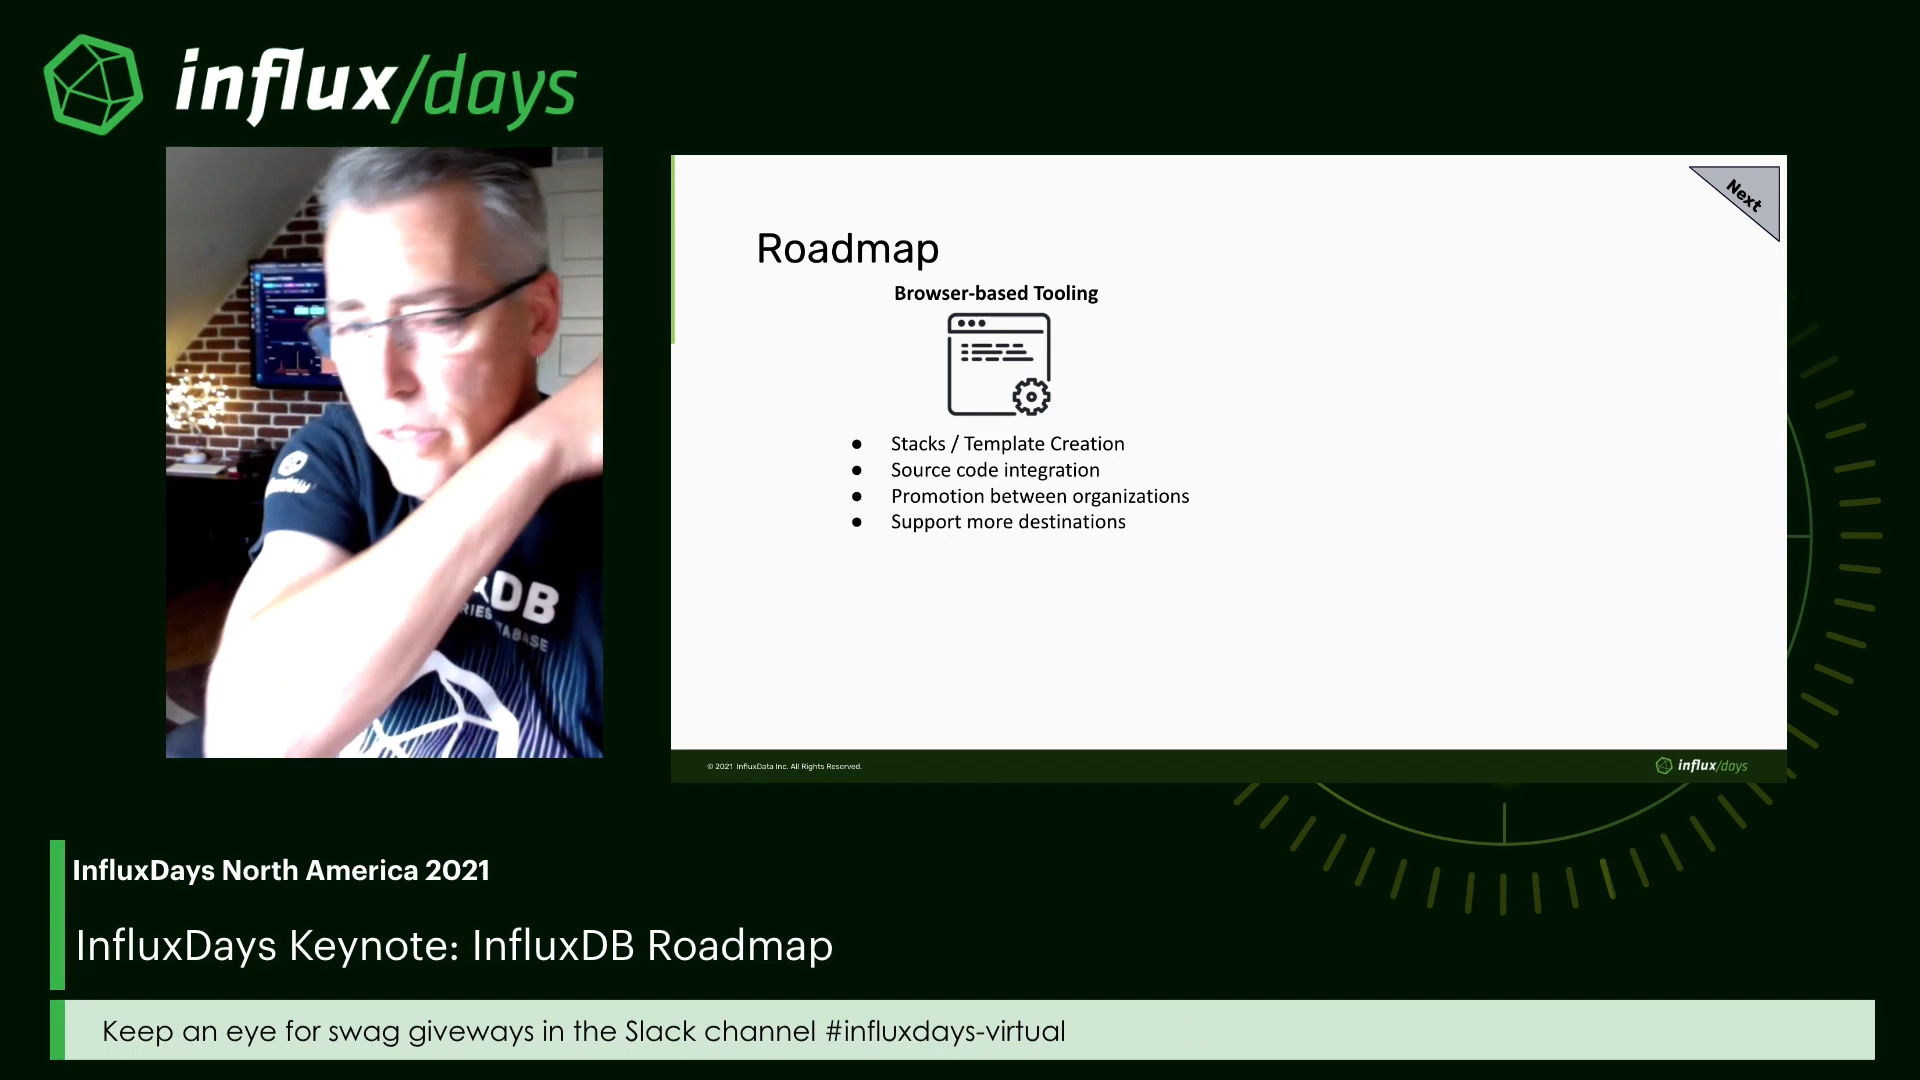 influx/days
Next
Roadmap
Browser-based Tooling
● Stacks / Template Creation
● Source code integration
● Promotion between organizations
● Support more destinations
DB
© 2021 InfluxData Inc. All Rights Reserved.
influx/days
InfluxDays North America 2021
InfluxDays Keynote: InfluxDB Roadmap
Keep an eye for swag giveways in the Slack channel #influxdays-virtual